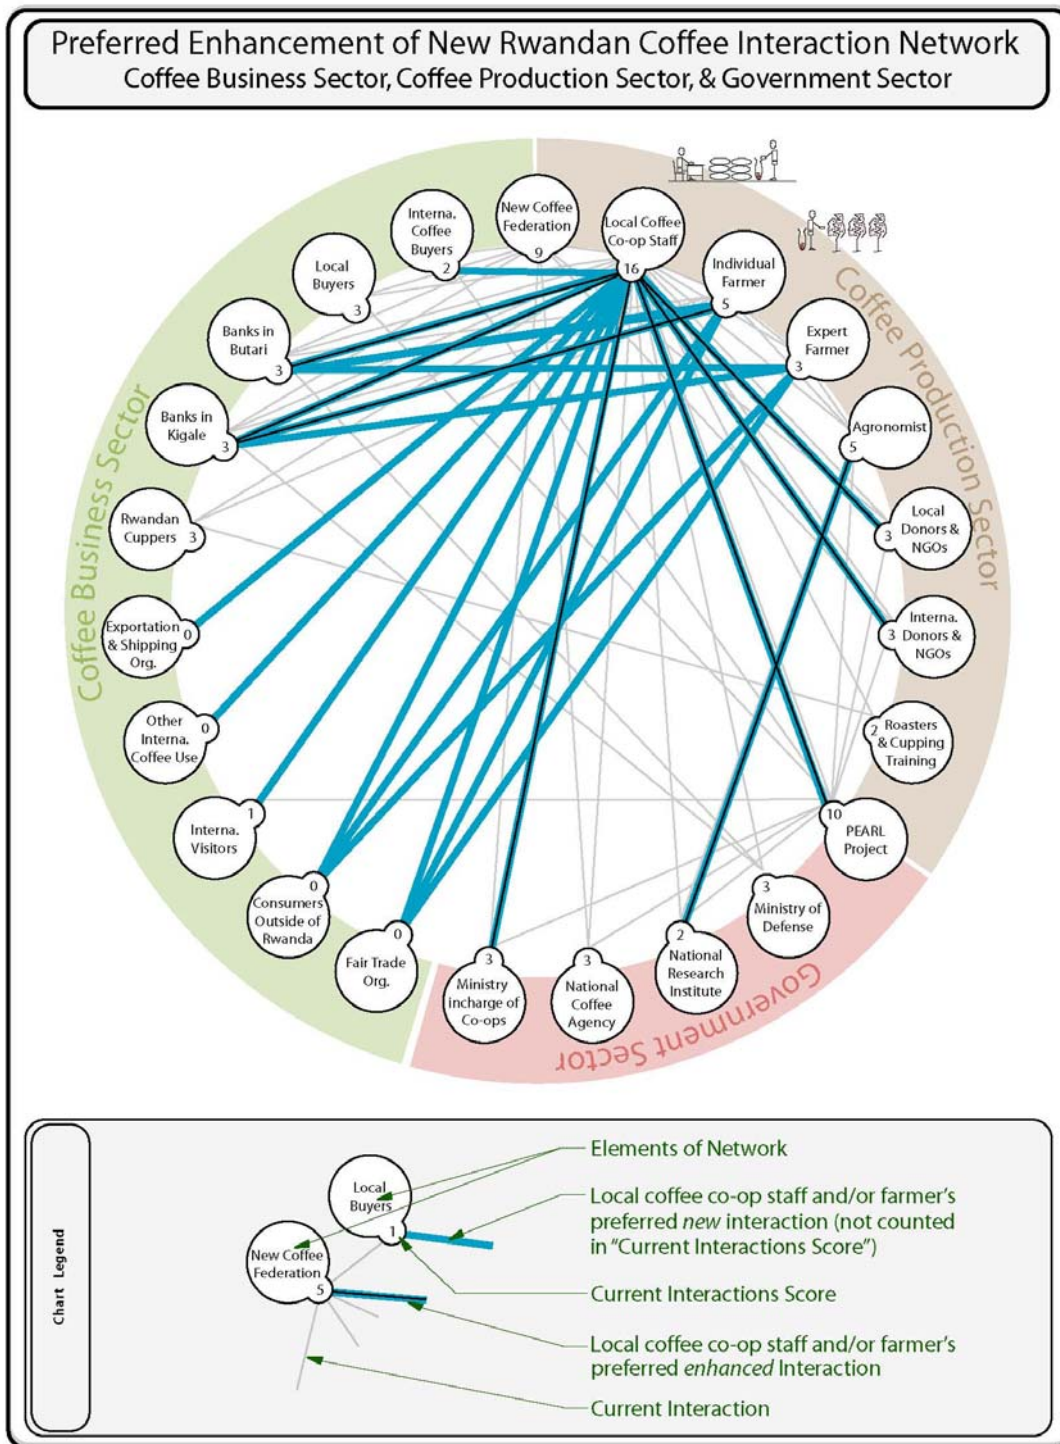 Preferred Enhancement of New Rwandan Coffee Interaction Network
Coffee Business Sector, Coffee Production Sector, & Government Sector
Coffee Business Sector
Coffee Production Sector
Government Sector
New Coffee
Federation
9
Local Coffee
Co-op Staff
16
Individual
Farmer
5
Expert
Farmer
3
Agronomist
5
Local
Donors &
NGOs
3
Interna.
Donors &
NGOs
3
Roasters
& Cupping
Training
2
PEARL
Project
10
Ministry of
Defense
3
National
Research
Institute
2
National
Coffee
Agency
3
Ministry
incharge of
Co-ops
3
Fair Trade
Org.
0
Consumers
Outside of
Rwanda
0
Interna.
Visitors
1
Other
Interna.
Coffee Use
0
Exportation
& Shipping
Org.
0
Rwandan
Cuppers
3
Banks in
Kigale
3
Banks in
Butari
3
Local
Buyers
3
Interna.
Coffee
Buyers
2
Chart Legend
Local
Buyers
1
New Coffee
Federation
5
Elements of Network
Local coffee co-op staff and/or farmer's
preferred new interaction (not counted
in "Current Interactions Score")
Current Interactions Score
Local coffee co-op staff and/or farmer's
preferred enhanced Interaction
Current Interaction